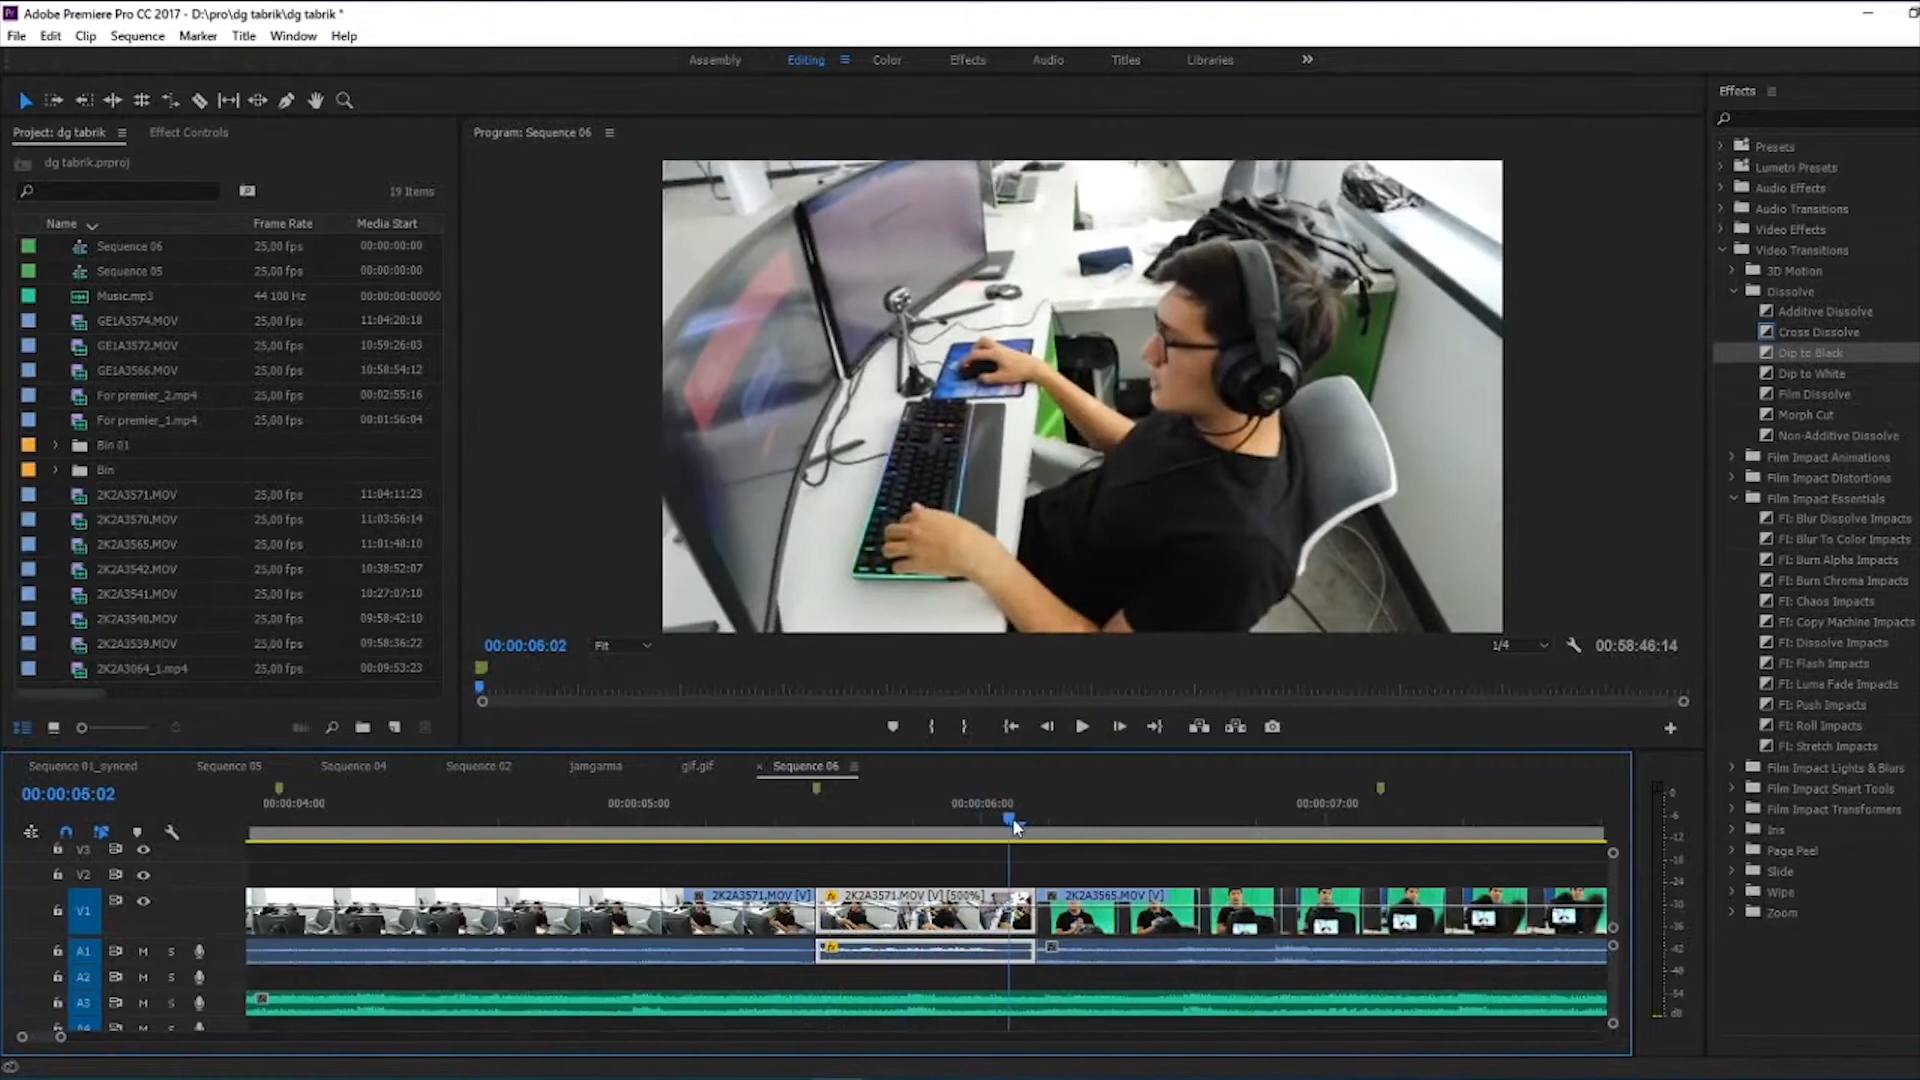 Adobe Premiere Pro CC 2017 - D:\pro\dg tabrik\dg tabrik *
File Edit Clip Sequence Marker Title Window Help
Assembly Editing Color Effects Audio Titles Libraries
Project: dg tabrik Effect Controls
dg tabrik.prproj
19 Items
Name Frame Rate Media Start
Sequence 06 25,00 fps 00:00:00:00
Sequence 05 25,00 fps 00:00:00:00
Music.mp3 44 100 Hz 00:00:00:00000
GE1A3574.MOV 25,00 fps 11:04:20:18
GE1A3572.MOV 25,00 fps 10:59:26:03
GE1A3566.MOV 25,00 fps 10:58:54:12
For premier_2.mp4 25,00 fps 00:02:55:16
For premier_1.mp4 25,00 fps 00:01:56:04
Bin 01
Bin
2K2A3571.MOV 25,00 fps 11:04:11:23
2K2A3570.MOV 25,00 fps 11:03:56:14
2K2A3565.MOV 25,00 fps 11:01:48:10
2K2A3542.MOV 25,00 fps 10:38:52:07
2K2A3541.MOV 25,00 fps 10:27:07:10
2K2A3540.MOV 25,00 fps 09:58:42:10
2K2A3539.MOV 25,00 fps 09:58:36:22
2K2A3064_1.mp4 25,00 fps 00:09:53:23
Program: Sequence 06
00:00:06:02 Fit 1/4 00:58:46:14
Effects
Presets
Lumetri Presets
Audio Effects
Audio Transitions
Video Effects
Video Transitions
3D Motion
Dissolve
Additive Dissolve
Cross Dissolve
Dip to Black
Dip to White
Film Dissolve
Morph Cut
Non-Additive Dissolve
Film Impact Animations
Film Impact Distortions
Film Impact Essentials
FI: Blur Dissolve Impacts
FI: Blur To Color Impacts
FI: Burn Alpha Impacts
FI: Burn Chroma Impacts
FI: Chaos Impacts
FI: Copy Machine Impacts
FI: Dissolve Impacts
FI: Flash Impacts
FI: Luma Fade Impacts
FI: Push Impacts
FI: Roll Impacts
FI: Stretch Impacts
Film Impact Lights & Blurs
Film Impact Smart Tools
Film Impact Transformers
Iris
Page Peel
Slide
Wipe
Zoom
Sequence 01_synced Sequence 05 Sequence 04 Sequence 02 jamgarma gif.gif × Sequence 06
00:00:06:02
00:00:04:00 00:00:05:00 00:00:06:00 00:00:07:00
V3
V2
V1 2K2A3571.MOV [V] fx 2K2A3571.MOV [V] [500%] 2K2A3565.MOV [V]
A1 M S fx
A2 M S
A3 M S
A4 M S
0
-6
-12
-18
-24
-30
-36
-42
-48
-54
dB